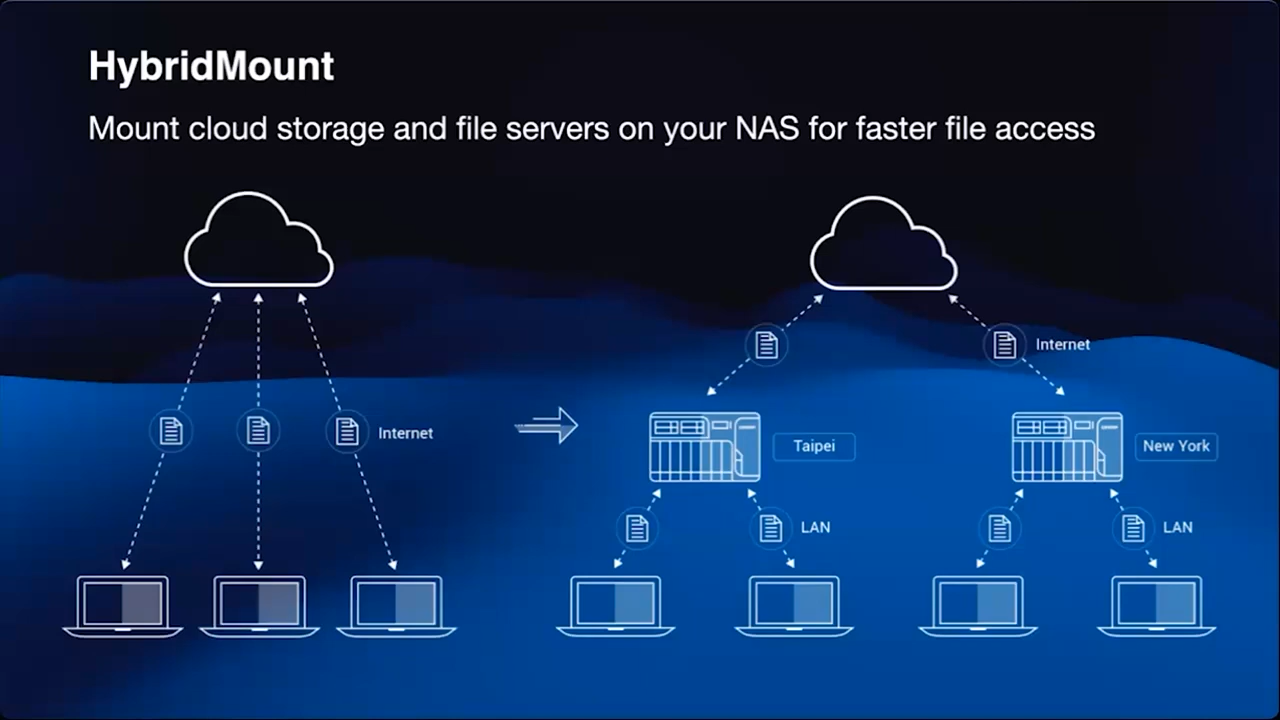 HybridMount
Mount cloud storage and file servers on your NAS for faster file access
Internet
Internet
Taipei
New York
LAN
LAN